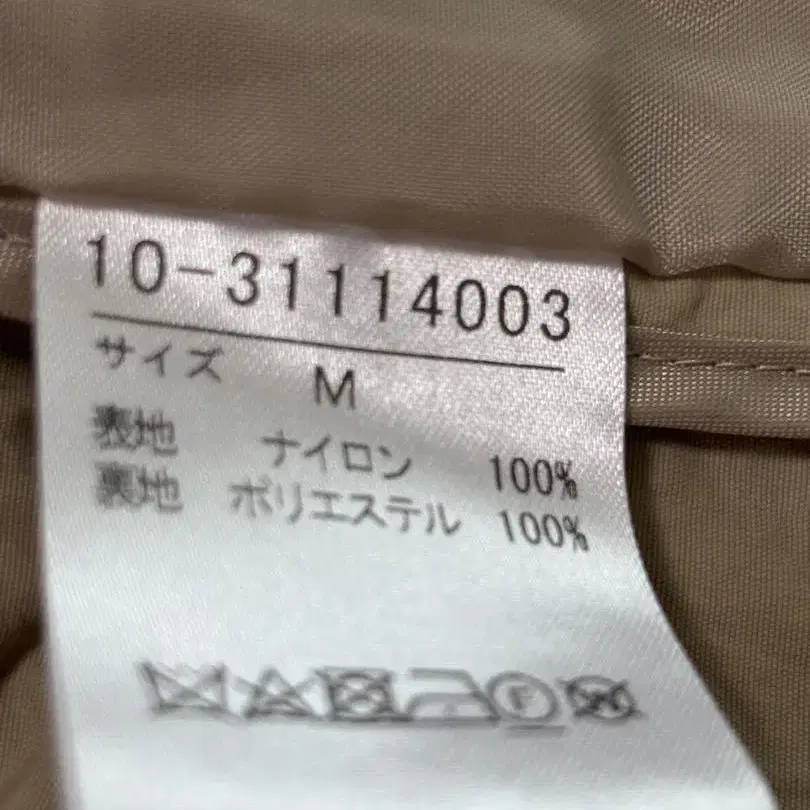 10-31114003
サイズ M
表地 ナイロン 100%
裏地 ポリエステル 100%
F